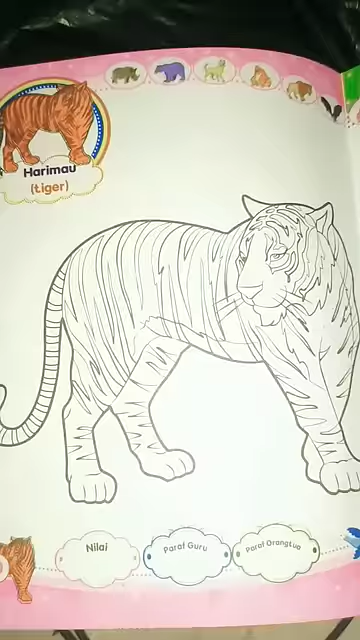 Harimau
(tiger)
Nilai
Paraf Guru
Paraf Orangtua